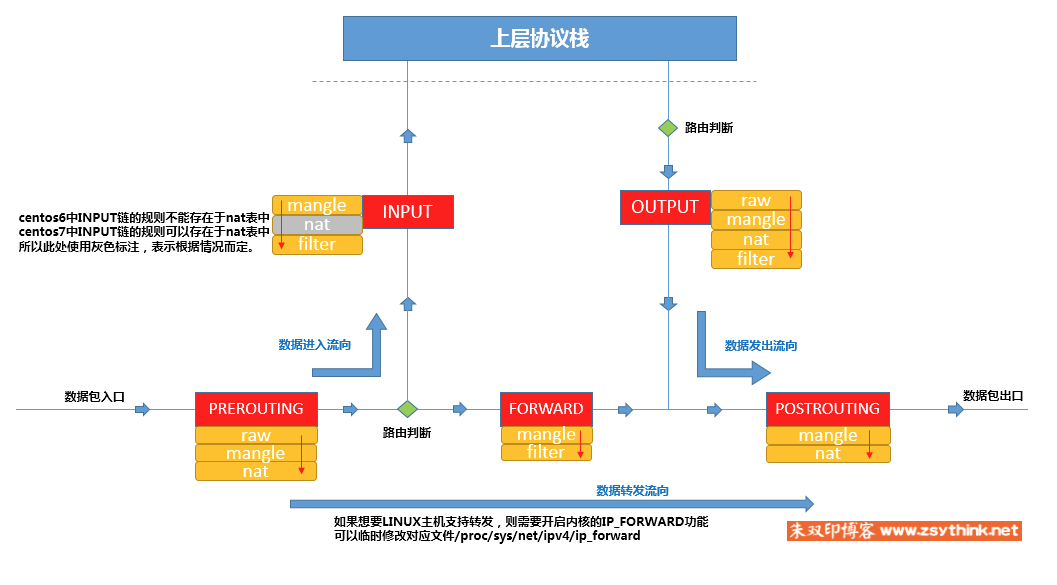 上层协议栈
路由判断
mangle
nat
filter
INPUT
OUTPUT
raw
mangle
nat
filter
centos6中INPUT链的规则不能存在于nat表中
centos7中INPUT链的规则可以存在于nat表中
所以此处使用灰色标注，表示根据情况而定。
数据进入流向
数据发出流向
数据包入口
数据包出口
PREROUTING
raw
mangle
nat
路由判断
FORWARD
mangle
filter
POSTROUTING
mangle
nat
数据转发流向
如果想要LINUX主机支持转发，则需要开启内核的IP_FORWARD功能
可以临时修改对应文件/proc/sys/net/ipv4/ip_forward
朱双印博客 www.zsythink.net